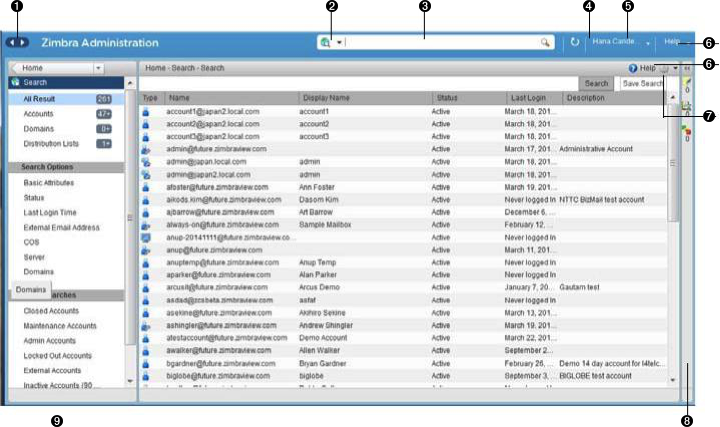 ❶ ❷ ❸ ❹ ❺
Zimbra Administration
Hana Cande... Help ❻
Home
Home - Search - Search
Help ❻
Search
Search Save Search
❼
All Result 261
Accounts 47+
Domains 0+
Distribution Lists 1+
Search Options
Basic Attributes
Status
Last Login Time
External Email Address
COS
Server
Domains
Domains
arches
Closed Accounts
Maintenance Accounts
Admin Accounts
Locked Out Accounts
External Accounts
Inactive Accounts (90 ...
Type Name Display Name Status Last Login Description
account1@japan2.local.com account1 Active March 18, 201...
account2@japan2.local.com account2 Active March 18, 201...
account3@japan2.local.com account3 Active March 18, 201...
admin@future.zimbraview.com Active March 17, 201... Administrative Account
admin@japan.local.com admin Active March 18, 201...
admin@japan2.local.com admin Active March 18, 201...
afoster@future.zimbraview.com Ann Foster Active March 19, 201...
aikods.kim@future.zimbraview.com Dasom Kim Active Never logged in NTTC BizMail test account
ajbarrow@future.zimbraview.com Art Barrow Active December 6, ...
always-on@future.zimbraview.com Sample Mailbox Active February 12, ...
anup-20141111@future.zimbraview.co... Active Never logged in
anup@future.zimbraview.com Active March 11, 201...
anuptemp@future.zimbraview.com Anup Temp Active Never logged in
aparker@future.zimbraview.com Alan Parker Active Never logged in
arcusil@future.zimbraview.com Arcus Demo Active January 7, 20... Gautam test
asdad@zcsbeta.zimbraview.com asfaf Active Never logged in
asekine@future.zimbraview.com Akihiro Sekine Active March 13, 201...
ashingler@future.zimbraview.com Andrew Shingler Active March 19, 201...
atestaccount@future.zimbraview.com Demo Account Active March 22, 201...
awalker@future.zimbraview.com Allen Walker Active September 2...
bgardner@future.zimbraview.com Bryan Gardner Active February 26, ... Demo 14 day account for l4telc...
biglobe@future.zimbraview.com biglobe Active September 3, ... BIGLOBE test account
0
0
0
❽
❾